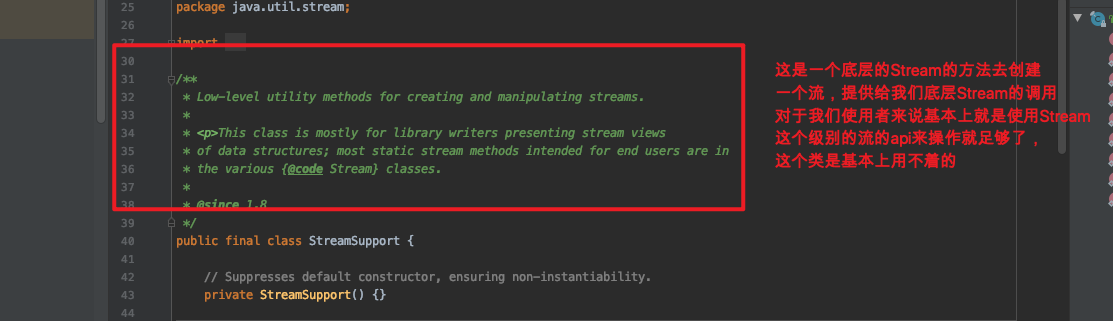 25 package java.util.stream;
26
27 import ...
30
31 /**
32 * Low-level utility methods for creating and manipulating streams.
33 *
34 * <p>This class is mostly for library writers presenting stream views
35 * of data structures; most static stream methods intended for end users are in
36 * the various {@code Stream} classes.
37 *
38 * @since 1.8
39 */
40 public final class StreamSupport {
41
42 // Suppresses default constructor, ensuring non-instantiability.
43 private StreamSupport() {}
44
这是一个底层的Stream的方法去创建
一个流，提供给我们底层Stream的调用
对于我们使用者来说基本上就是使用Stream
这个级别的流的api来操作就足够了，
这个类是基本上用不着的